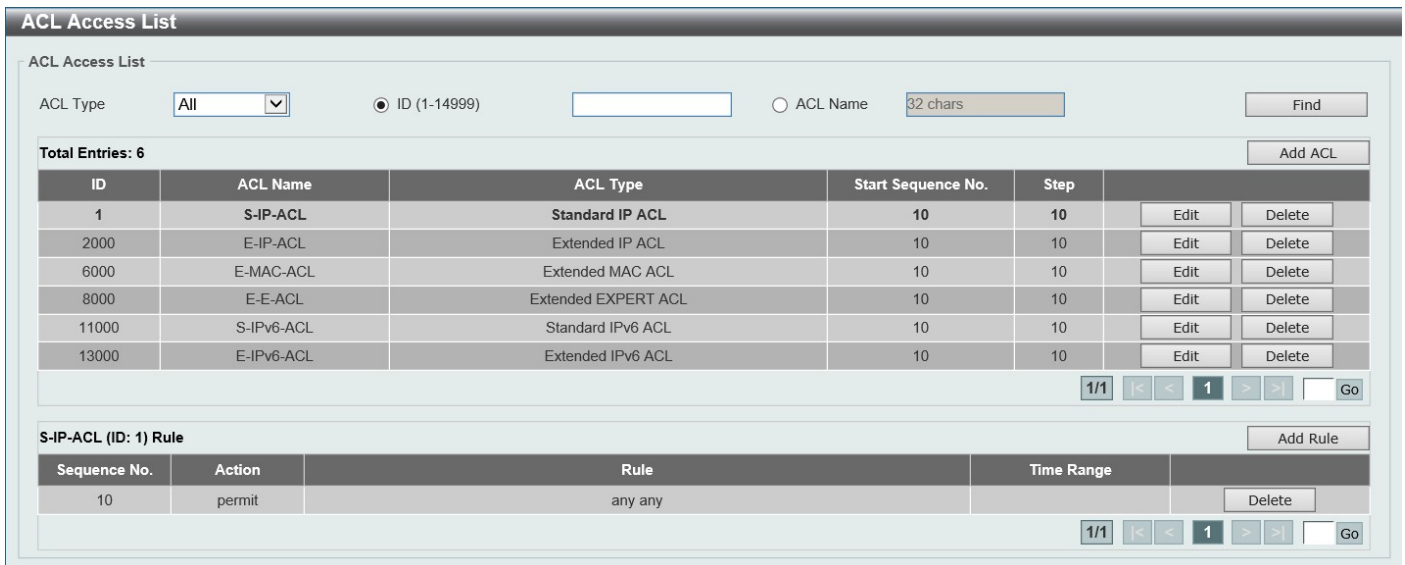 ACL Access List
ACL Access List
ACL Type All ID (1-14999) ACL Name 32 chars Find
Total Entries: 6 Add ACL
ID ACL Name ACL Type Start Sequence No. Step
1 S-IP-ACL Standard IP ACL 10 10 Edit Delete
2000 E-IP-ACL Extended IP ACL 10 10 Edit Delete
6000 E-MAC-ACL Extended MAC ACL 10 10 Edit Delete
8000 E-E-ACL Extended EXPERT ACL 10 10 Edit Delete
11000 S-IPv6-ACL Standard IPv6 ACL 10 10 Edit Delete
13000 E-IPv6-ACL Extended IPv6 ACL 10 10 Edit Delete
1/1 |< < 1 > >| Go
S-IP-ACL (ID: 1) Rule Add Rule
Sequence No. Action Rule Time Range
10 permit any any Delete
1/1 |< < 1 > >| Go